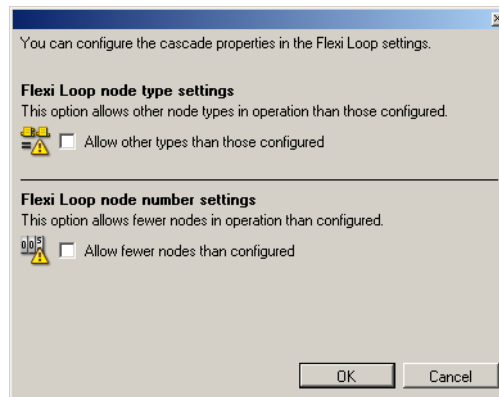 You can configure the cascade properties in the Flexi Loop settings.
Flexi Loop node type settings
This option allows other node types in operation than those configured.
Allow other types than those configured
Flexi Loop node number settings
This option allows fewer nodes in operation than configured.
Allow fewer nodes than configured
OK
Cancel